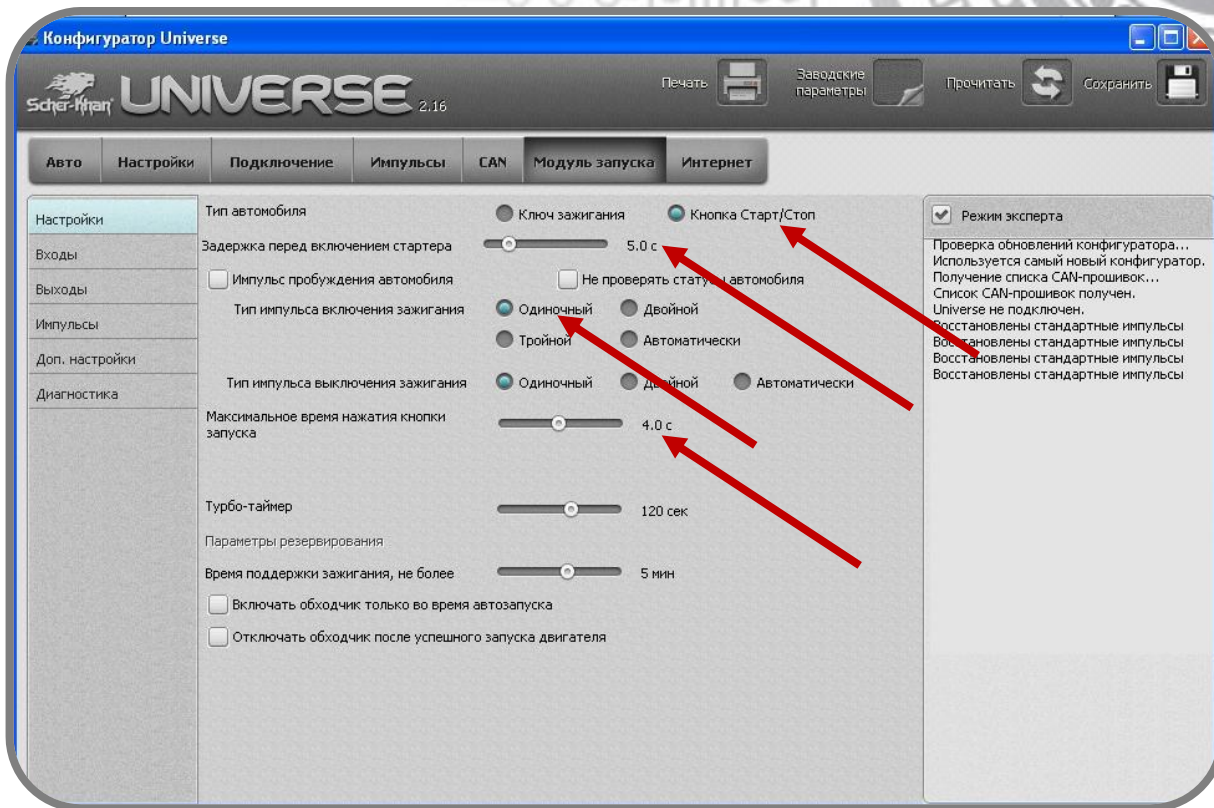 Конфигуратор Universe
Scher-Khan UNIVERSE 2.16
Печать
Заводские
параметры
Прочитать
Сохранить
Авто Настройки Подключение Импульсы CAN Модуль запуска Интернет
Настройки
Входы
Выходы
Импульсы
Доп. настройки
Диагностика
Тип автомобиля Ключ зажигания Кнопка Старт/Стоп
Задержка перед включением стартера 5.0 с
Импульс пробуждения автомобиля Не проверять статусы автомобиля
Тип импульса включения зажигания Одиночный Двойной
Тройной Автоматически
Тип импульса выключения зажигания Одиночный Двойной Автоматически
Максимальное время нажатия кнопки
запуска 4.0 с
Турбо-таймер 120 сек
Параметры резервирования
Время поддержки зажигания, не более 5 мин
Включать обходчик только во время автозапуска
Отключать обходчик после успешного запуска двигателя
Режим эксперта
Проверка обновлений конфигуратора...
Используется самый новый конфигуратор.
Получение списка CAN-прошивок...
Список CAN-прошивок получен.
Universe не подключен.
Восстановлены стандартные импульсы
Восстановлены стандартные импульсы
Восстановлены стандартные импульсы
Восстановлены стандартные импульсы